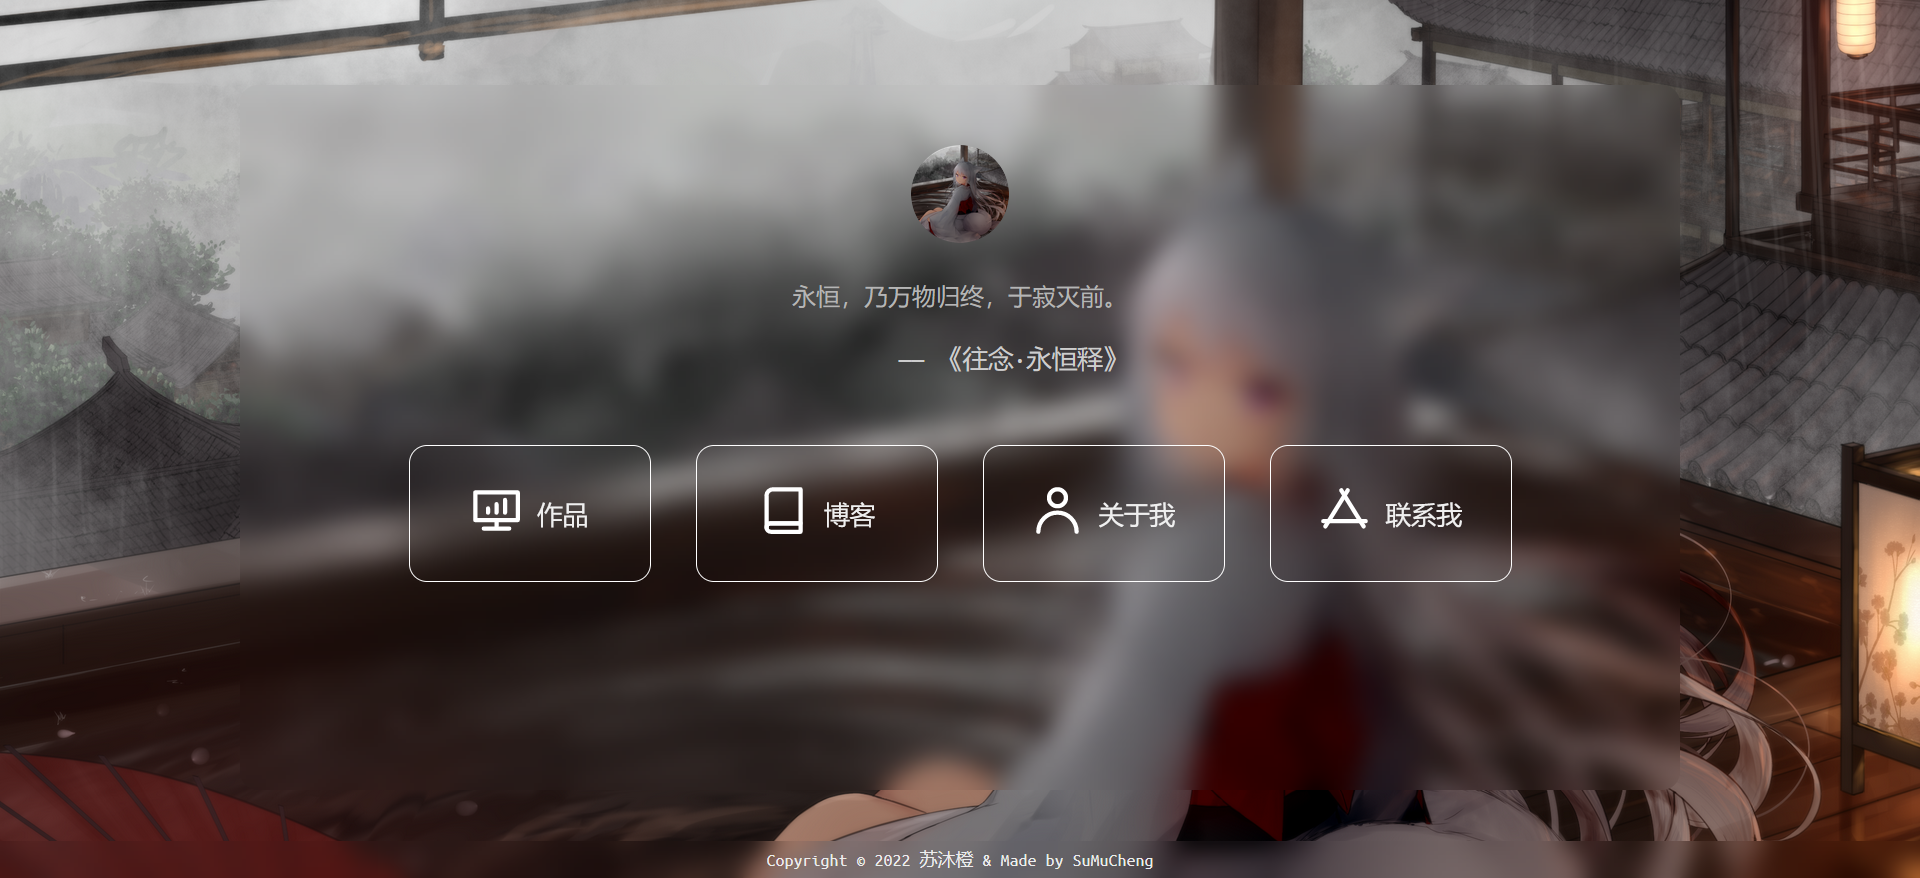 永恒，乃万物归终，于寂灭前。
— 《往念·永恒释》
作品
博客
关于我
联系我
Copyright © 2022 苏沐橙 & Made by SuMuCheng